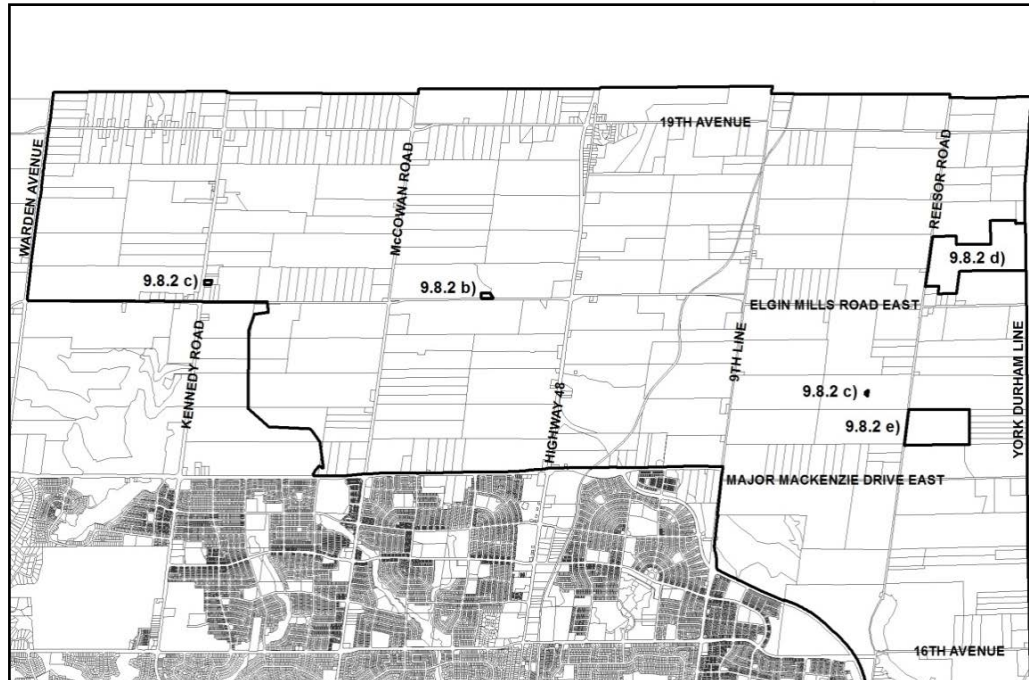 19TH AVENUE
WARDEN AVENUE
McCOWAN ROAD
REESOR ROAD
9.8.2 d)
9.8.2 c)
9.8.2 b)
ELGIN MILLS ROAD EAST
KENNEDY ROAD
HIGHWAY 48
9TH LINE
YORK DURHAM LINE
9.8.2 c)
9.8.2 e)
MAJOR MACKENZIE DRIVE EAST
16TH AVENUE